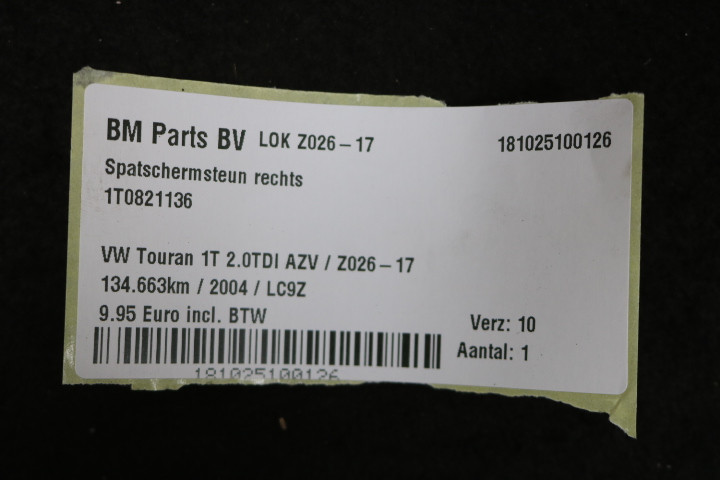 BM Parts BV LOK Z026-17 181025100126
Spatschermsteun rechts
1T0821136
VW Touran 1T 2.0TDI AZV / Z026-17
134.663km / 2004 / LC9Z
9.95 Euro incl. BTW
Verz: 10
Aantal: 1
181025100126